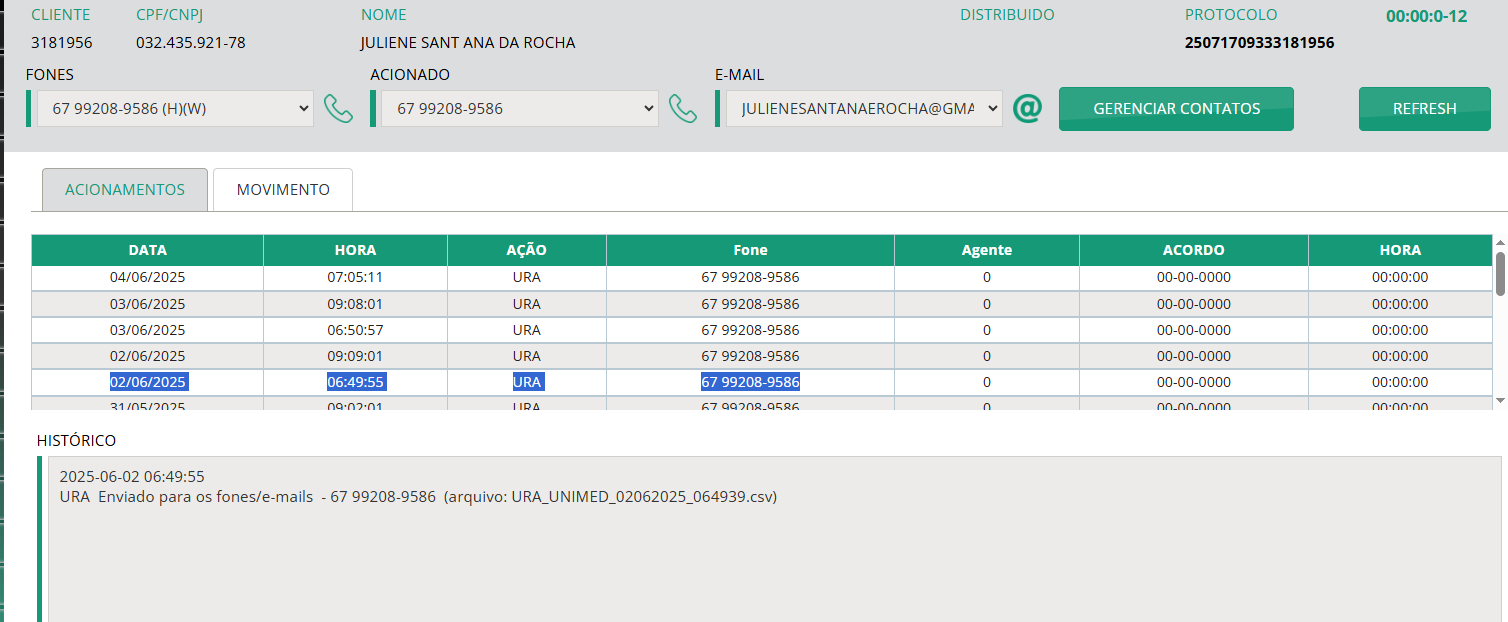 CLIENTE CPF/CNPJ NOME DISTRIBUIDO PROTOCOLO 00:00:0-12
3181956 032.435.921-78 JULIENE SANT ANA DA ROCHA 25071709333181956
FONES ACIONADO E-MAIL
67 99208-9586 (H)(W) 67 99208-9586 JULIENESANTANAEROCHA@GMA @ GERENCIAR CONTATOS REFRESH
ACIONAMENTOS MOVIMENTO
DATA HORA AÇÃO Fone Agente ACORDO HORA
04/06/2025 07:05:11 URA 67 99208-9586 0 00-00-0000 00:00:00
03/06/2025 09:08:01 URA 67 99208-9586 0 00-00-0000 00:00:00
03/06/2025 06:50:57 URA 67 99208-9586 0 00-00-0000 00:00:00
02/06/2025 09:09:01 URA 67 99208-9586 0 00-00-0000 00:00:00
02/06/2025 06:49:55 URA 67 99208-9586 0 00-00-0000 00:00:00
31/05/2025 09:02:01 URA 67 99208-9586 0 00-00-0000 00:00:00
HISTÓRICO
2025-06-02 06:49:55
URA Enviado para os fones/e-mails - 67 99208-9586 (arquivo: URA_UNIMED_02062025_064939.csv)